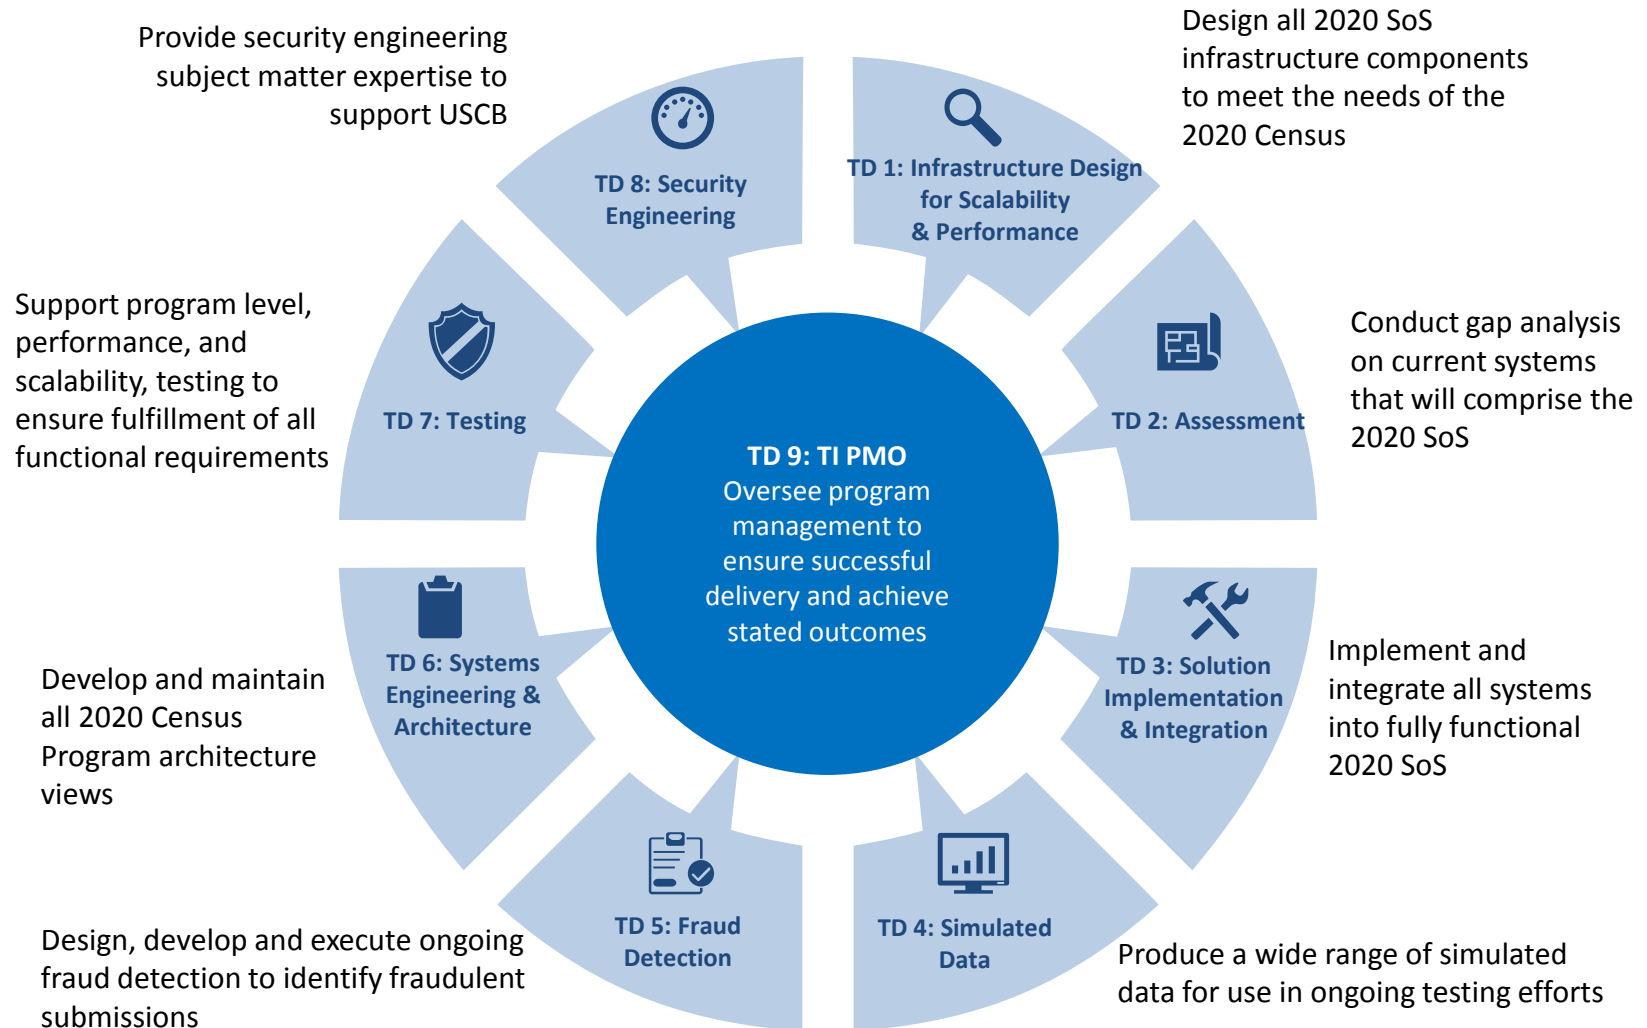 Provide security engineering
subject matter expertise to
support USCB
Design all 2020 SoS
infrastructure components
to meet the needs of the
2020 Census
TD 8: Security
Engineering
TD 1: Infrastructure Design
for Scalability
& Performance
Support program level,
performance, and
scalability, testing to
ensure fulfillment of all
functional requirements
TD 7: Testing
TD 2: Assessment
Conduct gap analysis
on current systems
that will comprise the
2020 SoS
TD 9: TI PMO
Oversee program
management to
ensure successful
delivery and achieve
stated outcomes
Develop and maintain
all 2020 Census
Program architecture
views
TD 6: Systems
Engineering &
Architecture
TD 3: Solution
Implementation
& Integration
Implement and
integrate all systems
into fully functional
2020 SoS
Design, develop and execute ongoing
fraud detection to identify fraudulent
submissions
TD 5: Fraud
Detection
TD 4: Simulated
Data
Produce a wide range of simulated
data for use in ongoing testing efforts